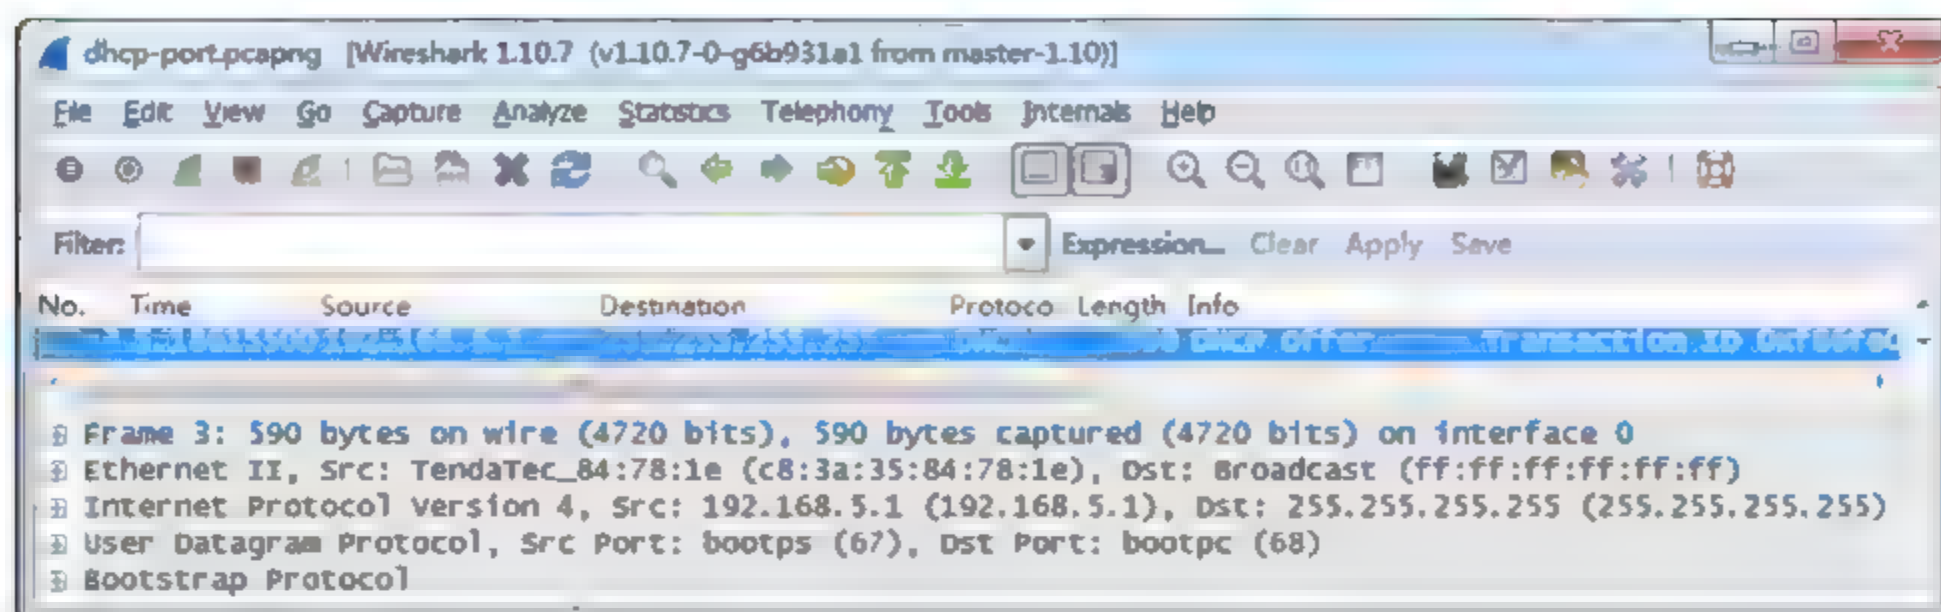 dhcp-port.pcapng [Wireshark 1.10.7 (v1.10.7-0-g6b931a1 from master-1.10)]
File Edit View Go Capture Analyze Statistics Telephony Tools Internals Help
Filter: Expression... Clear Apply Save
No. Time Source Destination Protoco Length Info
DHCP Offer Transaction ID
Frame 3: 590 bytes on wire (4720 bits), 590 bytes captured (4720 bits) on interface 0
Ethernet II, Src: TendaTec_84:78:1e (c8:3a:35:84:78:1e), Dst: Broadcast (ff:ff:ff:ff:ff:ff)
Internet Protocol Version 4, Src: 192.168.5.1 (192.168.5.1), Dst: 255.255.255.255 (255.255.255.255)
User Datagram Protocol, Src Port: bootps (67), Dst Port: bootpc (68)
Bootstrap Protocol